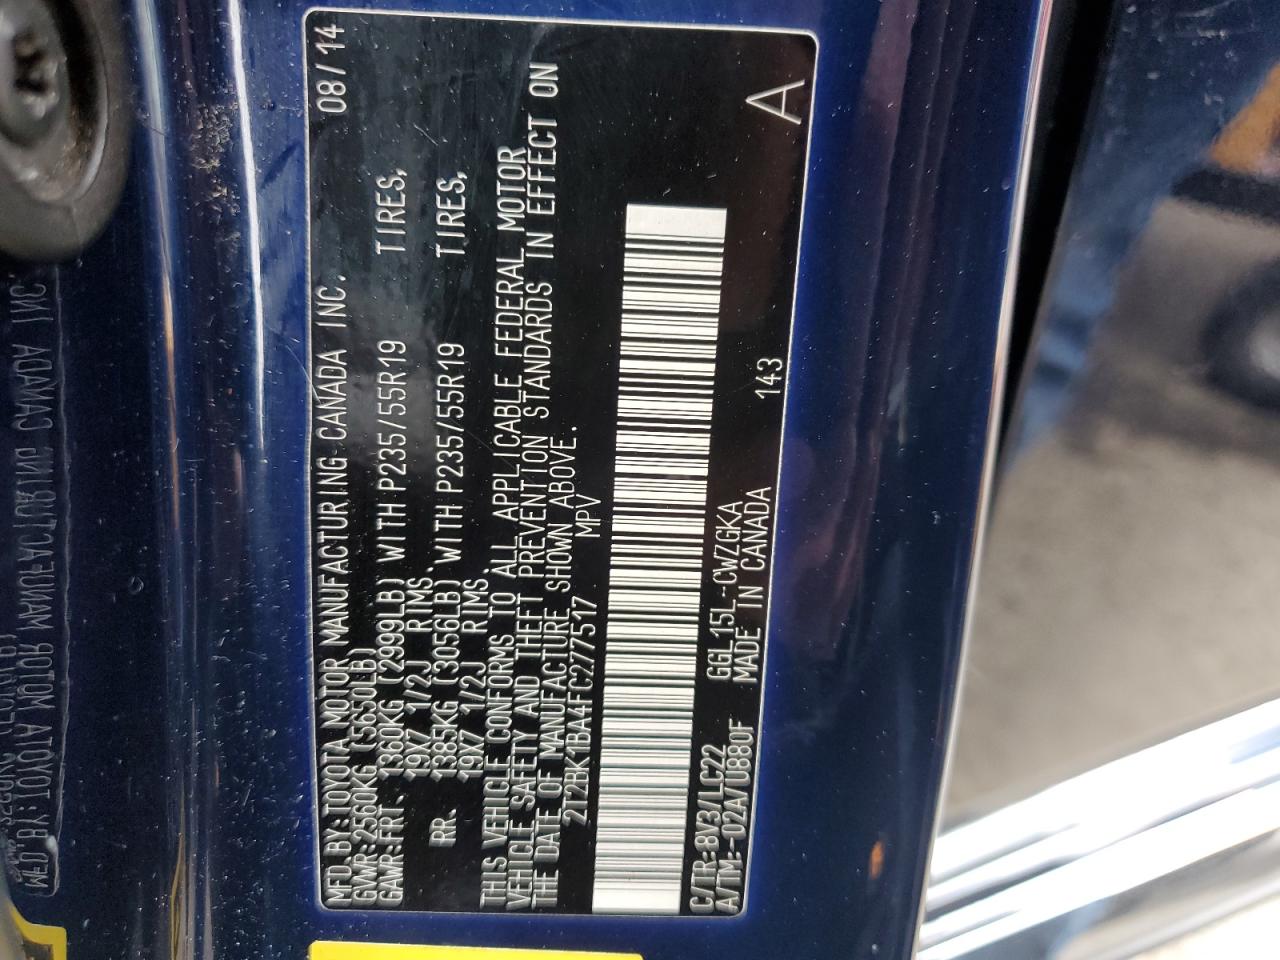 MFD.BY:TOYOTA MOTOR MANUFACTURING CANADA INC. 08/14
GVWR:2560KG (5650LB)
GAWR:FRT. 1360KG (2999LB) WITH P235/55R19 TIRES,
19X7 1/2J RIMS.
RR. 1385KG (3056LB) WITH P235/55R19 TIRES,
19X7 1/2J RIMS.
THIS VEHICLE CONFORMS TO ALL APPLICABLE FEDERAL MOTOR
VEHICLE SAFETY AND THEFT PREVENTION STANDARDS IN EFFECT ON
THE DATE OF MANUFACTURE SHOWN ABOVE.
2T2BK1BA4FC277517 MPV
C/TR:8V3/LC22 GGL15L-CWZGKA
A/TM:-02A/U880F MADE IN CANADA 143 A